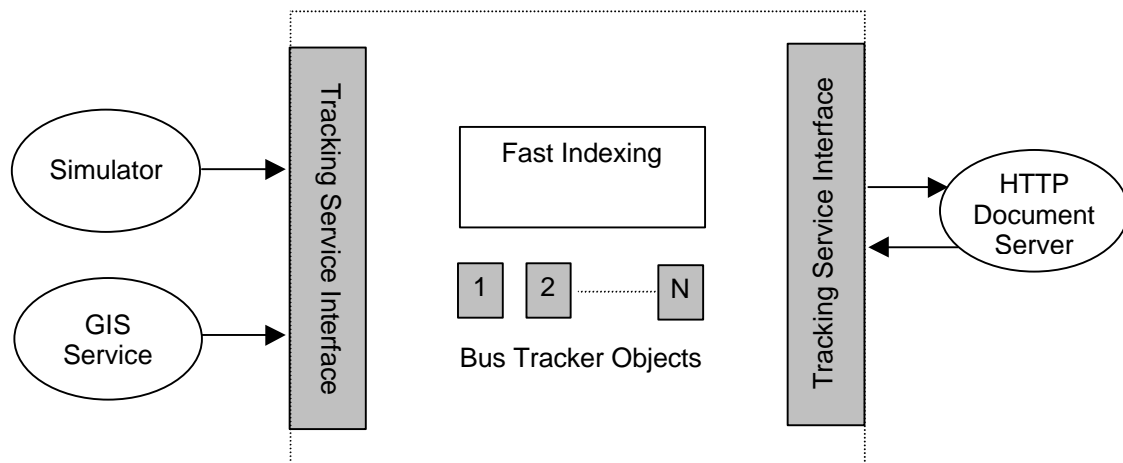 Simulator
GIS
Service
Tracking Service Interface
Fast Indexing
1 2 N
Bus Tracker Objects
Tracking Service Interface
HTTP
Document
Server